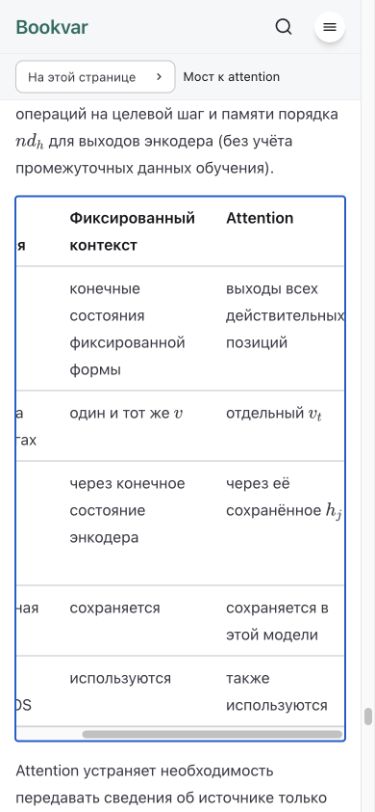 Bookvar
На этой странице
Мост к attention
операций на целевой шаг и памяти порядка
nd_h для выходов энкодера (без учёта
промежуточных данных обучения).
я Фиксированный контекст Attention
конечные состояния фиксированной формы выходы всех действительных позиций
а гах один и тот же v отдельный v_t
через конечное состояние энкодера через её сохранённое h_j
ная сохраняется сохраняется в этой модели
OS используются также используются
Attention устраняет необходимость
передавать сведения об источнике только